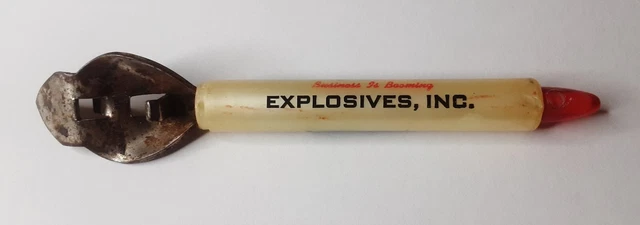 Business Is Booming
EXPLOSIVES, INC.